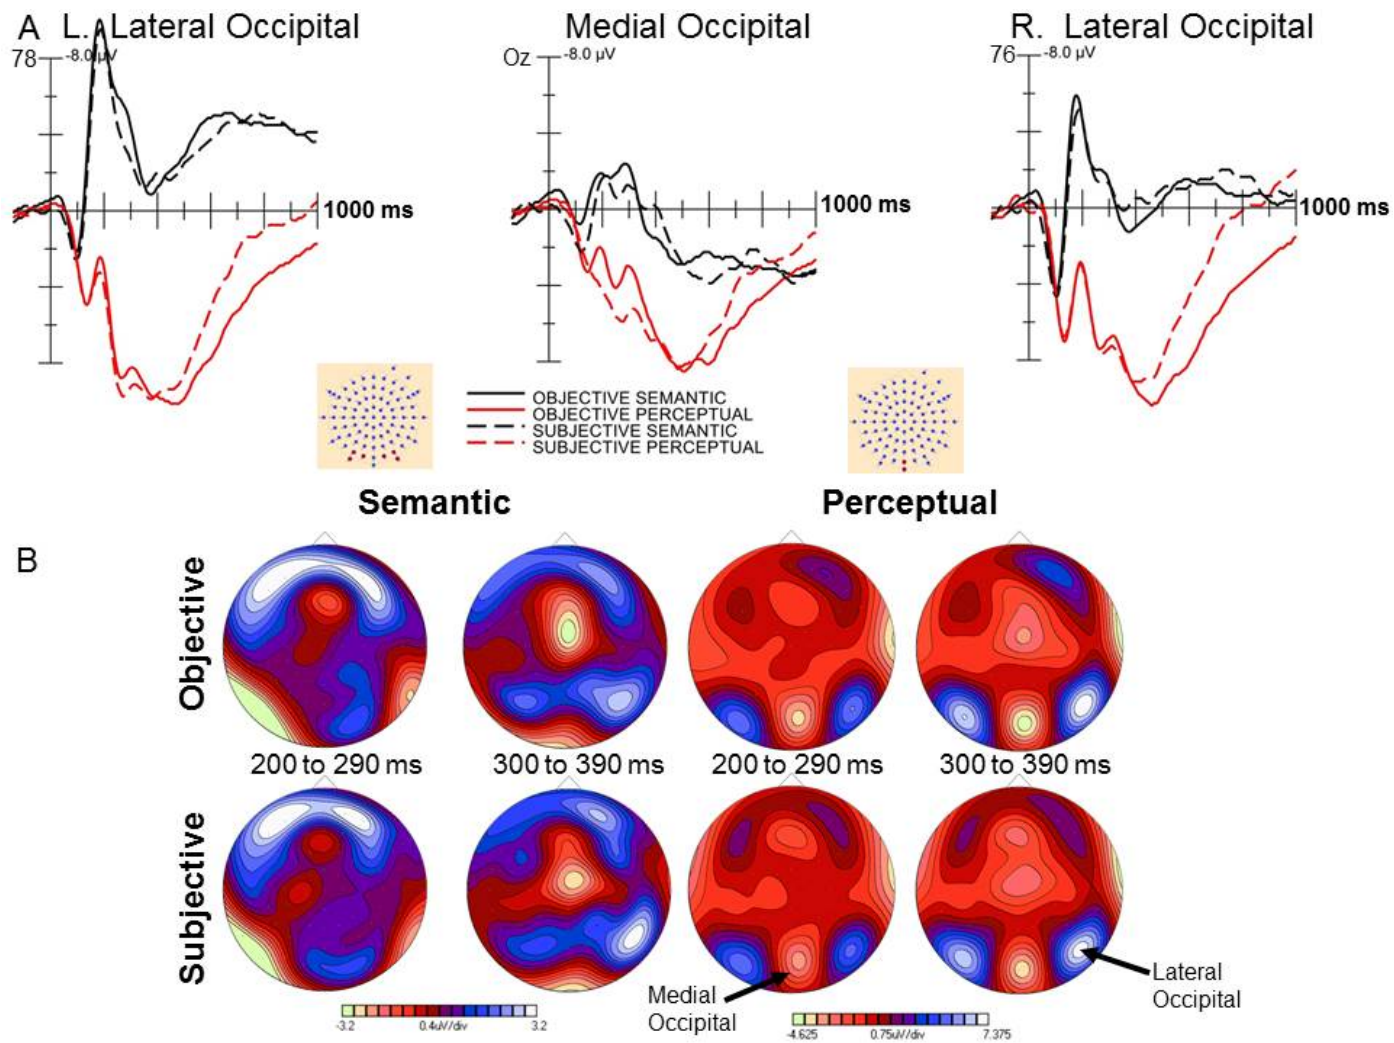 A L. Lateral Occipital Medial Occipital R. Lateral Occipital
78 -8.0 µV Oz -8.0 µV 76 -8.0 µV
1000 ms 1000 ms 1000 ms
OBJECTIVE SEMANTIC
OBJECTIVE PERCEPTUAL
SUBJECTIVE SEMANTIC
SUBJECTIVE PERCEPTUAL
Semantic Perceptual
B
Objective
200 to 290 ms 300 to 390 ms 200 to 290 ms 300 to 390 ms
Subjective
Medial
Occipital
Lateral
Occipital
-3.2 0.4uV/div 3.2
-4.625 0.75uV/div 7.375